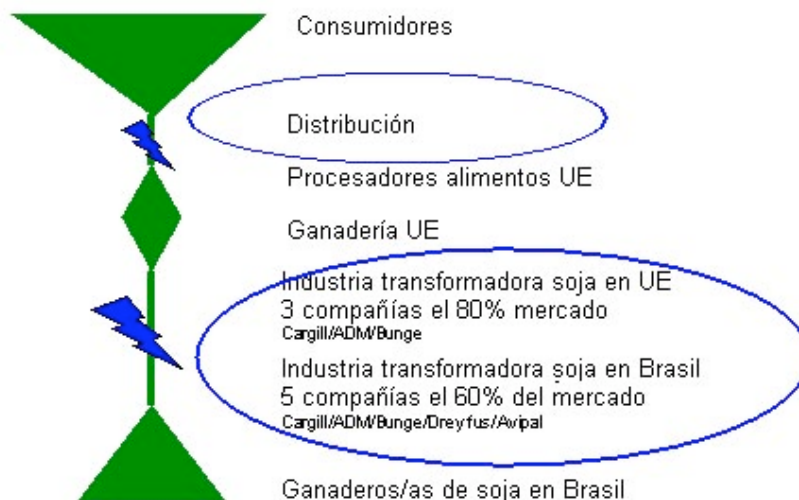 Consumidores
Distribución
Procesadores alimentos UE
Ganadería UE
Industria transformadora soja en UE
3 compañías el 80% mercado
Cargill/ADM/Bunge
Industria transformadora soja en Brasil
5 compañías el 60% del mercado
Cargill/ADM/Bunge/Dreyfus/Avipal
Ganaderos/as de soja en Brasil